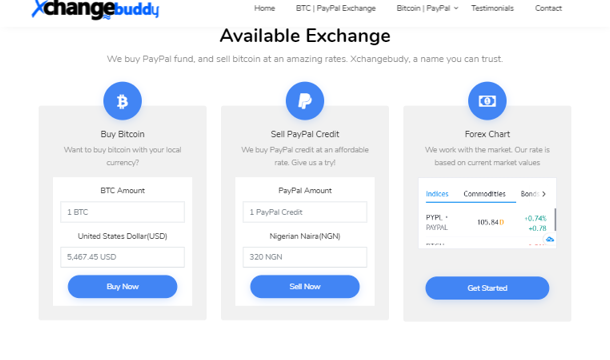 Xchangebuddy
Home BTC | PayPal Exchange Bitcoin | PayPal Testimonials Contact
Available Exchange
We buy PayPal fund, and sell bitcoin at an amazing rates. Xchangebudy, a name you can trust.
Buy Bitcoin
Want to buy bitcoin with your local
currency?
BTC Amount
1 BTC
United States Dollar(USD)
5,467.45 USD
Buy Now
Sell PayPal Credit
We buy PayPal credit at an affordable
rate. Give us a try!
PayPal Amount
1 PayPal Credit
Nigerian Naira(NGN)
320 NGN
Sell Now
Forex Chart
We work with the market. Our rate is
based on current market values
Indices Commodities Bond
PYPL 105,84 D +0.74%
PAYPAL +0.78
Get Started